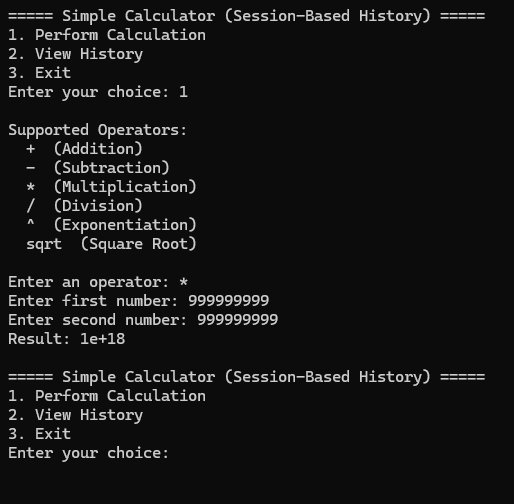 ===== Simple Calculator (Session-Based History) =====
1. Perform Calculation
2. View History
3. Exit
Enter your choice: 1

Supported Operators:
  +  (Addition)
  -  (Subtraction)
  *  (Multiplication)
  /  (Division)
  ^  (Exponentiation)
  sqrt  (Square Root)

Enter an operator: *
Enter first number: 999999999
Enter second number: 999999999
Result: 1e+18

===== Simple Calculator (Session-Based History) =====
1. Perform Calculation
2. View History
3. Exit
Enter your choice: